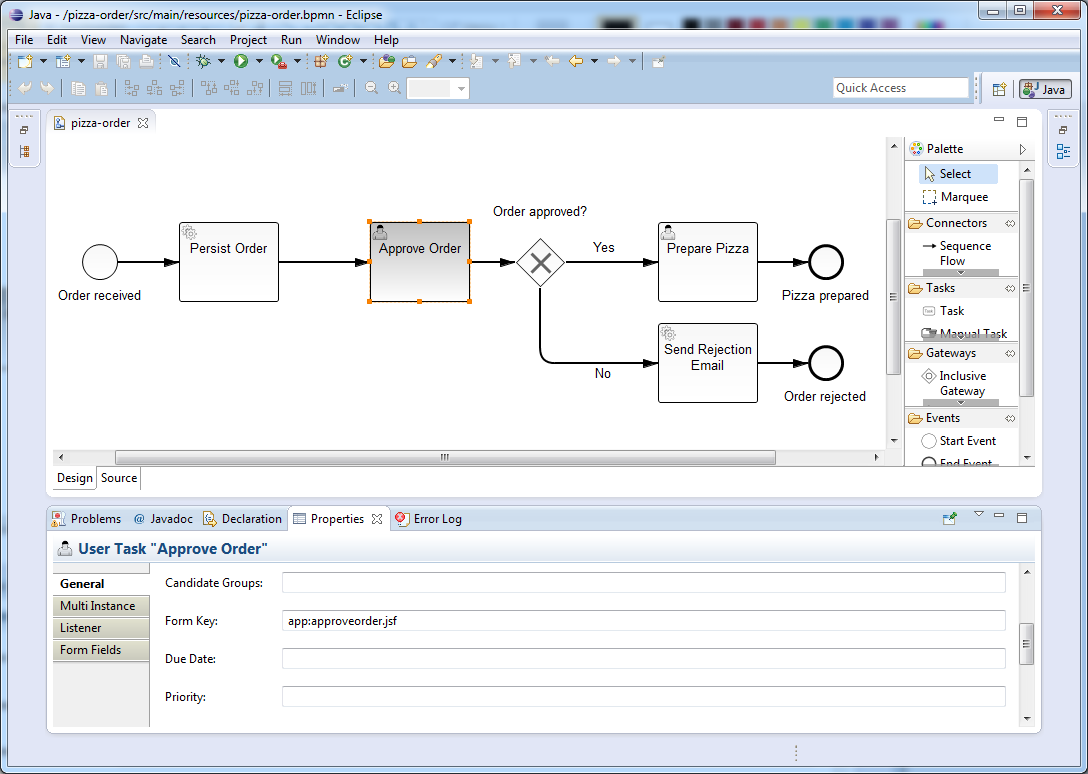 Java - /pizza-order/src/main/resources/pizza-order.bpmn - Eclipse
File Edit View Navigate Search Project Run Window Help
Quick Access
Java
pizza-order
Order received
Persist Order
Approve Order
Order approved?
Yes
No
Prepare Pizza
Pizza prepared
Send Rejection
Email
Order rejected
Palette
Select
Marquee
Connectors
Sequence
Flow
Tasks
Task
Manual Task
Gateways
Inclusive
Gateway
Events
Start Event
End Event
Design Source
Problems @ Javadoc Declaration Properties Error Log
User Task "Approve Order"
General
Multi Instance
Listener
Form Fields
Candidate Groups:
Form Key: app:approveorder.jsf
Due Date:
Priority: